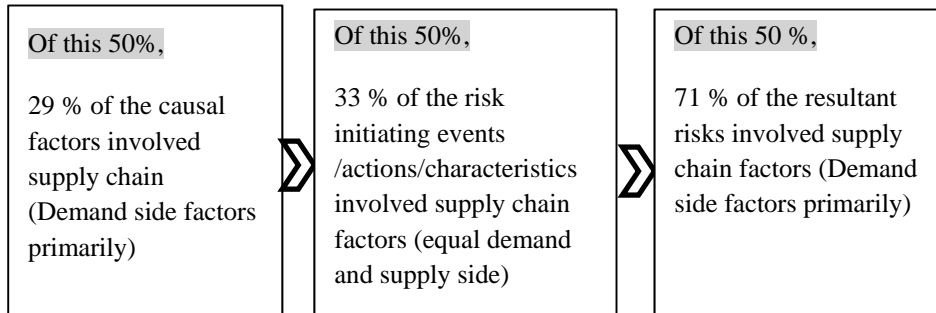 Of this 50%,
29 % of the causal
factors involved
supply chain
(Demand side factors
primarily)
Of this 50%,
33 % of the risk
initiating events
/actions/characteristics
involved supply chain
factors (equal demand
and supply side)
Of this 50 %,
71 % of the resultant
risks involved supply
chain factors (Demand
side factors primarily)